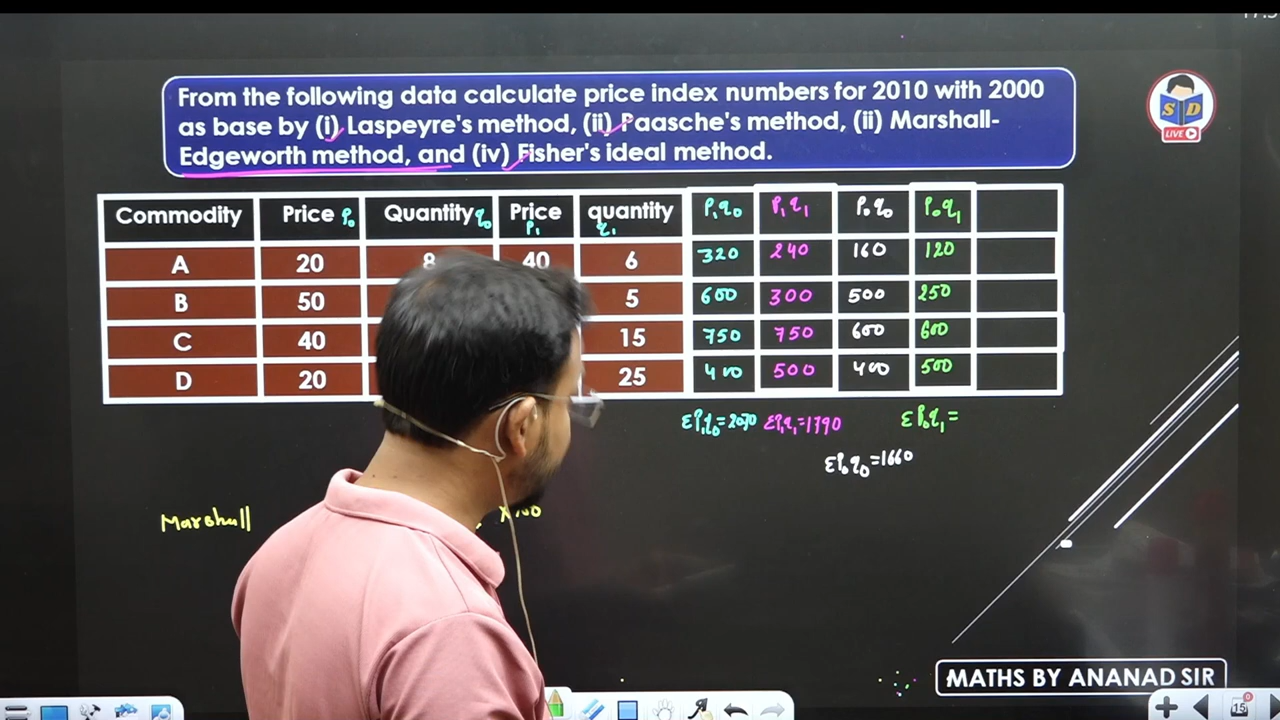 From the following data calculate price index numbers for 2010 with 2000
as base by (i) Laspeyre's method, (ii) Paasche's method, (ii) Marshall-
Edgeworth method, and (iv) Fisher's ideal method.
S D
LIVE
Commodity Price P₀ Quantity q₀ Price P₁ quantity q₁ P₁q₀ P₁q₁ P₀q₀ P₀q₁
A 20 8 40 6 320 240 160 120
B 50 5 600 300 500 250
C 40 15 750 750 600 600
D 20 25 400 500 400 500
ΣP₁q₀=2070 ΣP₁q₁=1790 ΣP₀q₁=
ΣP₀q₀=1660
Marshall ×100
MATHS BY ANANAD SIR
15